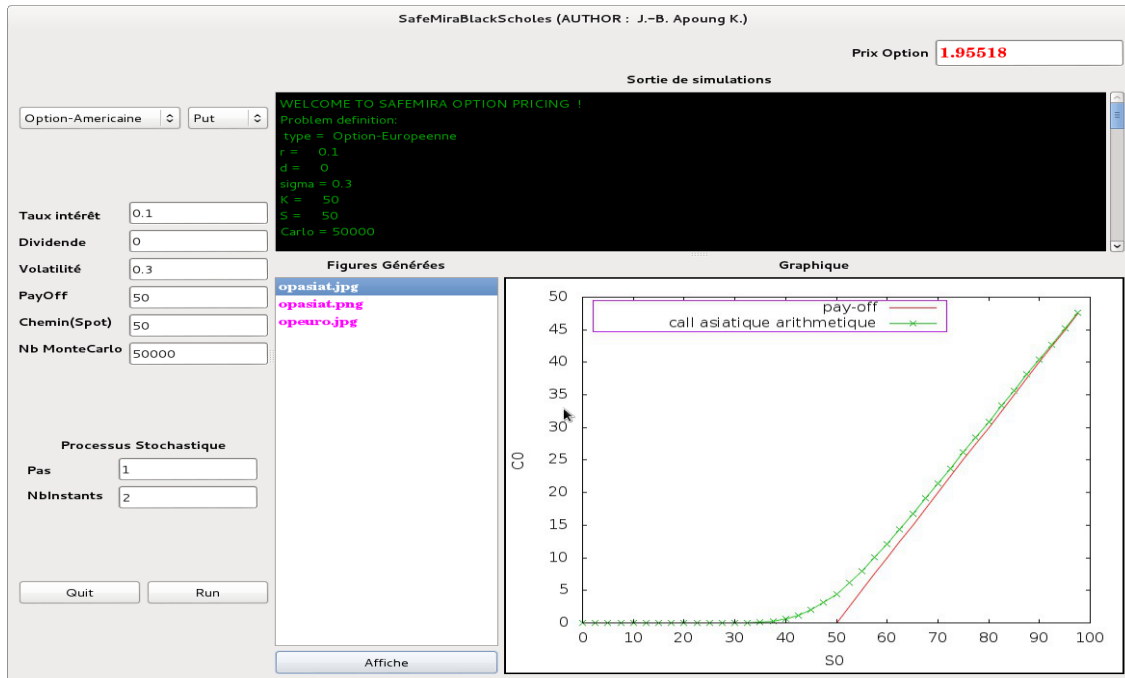 SafeMiraBlackScholes (AUTHOR : J.-B. Apoung K.)
Prix Option 1.95518
Sortie de simulations
Option-Americaine Put
WELCOME TO SAFEMIRA OPTION PRICING !
Problem definition:
type = Option-Europeenne
r = 0.1
d = 0
sigma = 0.3
K = 50
S = 50
Carlo = 50000
Taux intérêt 0.1
Dividende 0
Volatilité 0.3
PayOff 50
Chemin(Spot) 50
Nb MonteCarlo 50000
Processus Stochastique
Pas 1
NbInstants 2
Quit Run
Figures Générées
opasiat.jpg
opasiat.png
opeuro.jpg
Affiche
Graphique
pay-off
call asiatique arithmetique
50
45
40
35
30
25
20
15
10
5
0
C0
0 10 20 30 40 50 60 70 80 90 100
S0